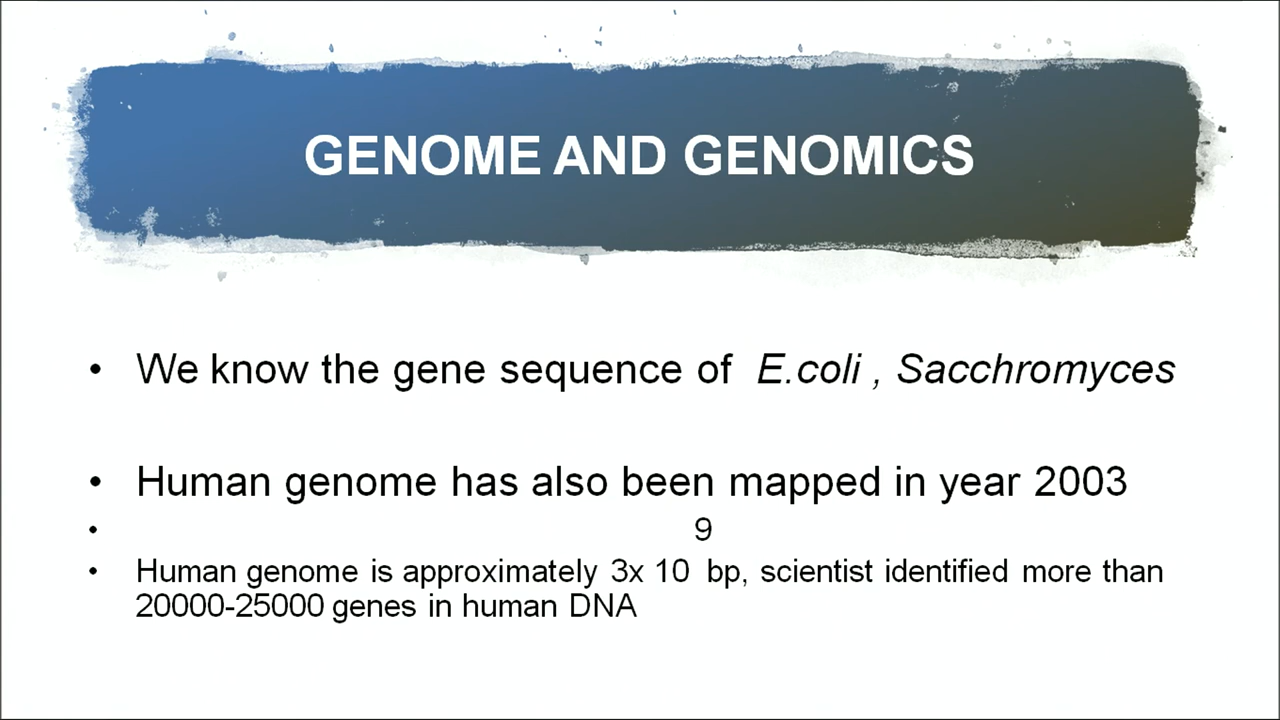 GENOME AND GENOMICS
• We know the gene sequence of E.coli , Sacchromyces
• Human genome has also been mapped in year 2003
• 9
• Human genome is approximately 3x 10 bp, scientist identified more than
20000-25000 genes in human DNA